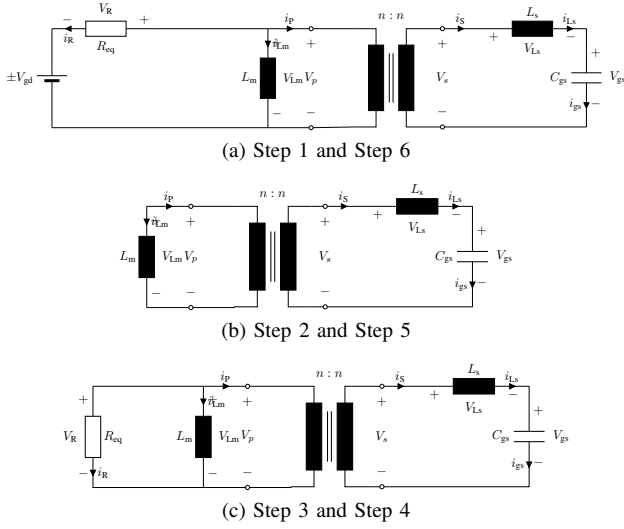 V_R
− +
i_R
R_eq
i_P
n : n
i_S
L_s
i_Ls
+ −
V_Ls
±V_gd
i_Lm
+ +
L_m
V_Lm V_p
V_s
C_gs
V_gs
i_gs
− −
(a) Step 1 and Step 6
i_P
n : n
i_S
L_s
i_Ls
+ −
V_Ls
i_Lm
+ +
L_m
V_Lm V_p
V_s
C_gs
V_gs
i_gs
− −
(b) Step 2 and Step 5
i_P
n : n
i_S
L_s
i_Ls
+ −
V_Ls
i_Lm
+ +
V_R
R_eq
L_m
V_Lm V_p
V_s
C_gs
V_gs
i_R
i_gs
− −
(c) Step 3 and Step 4